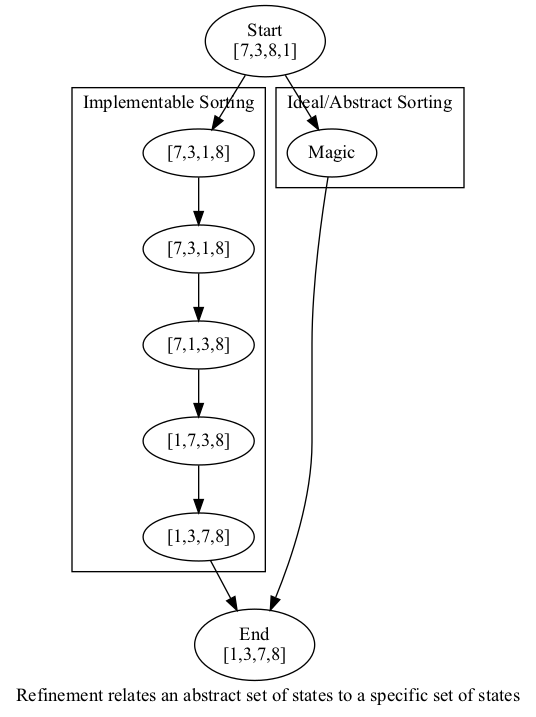 Start
[7,3,8,1]
Implementable Sorting
Ideal/Abstract Sorting
[7,3,1,8]
Magic
[7,3,1,8]
[7,1,3,8]
[1,7,3,8]
[1,3,7,8]
End
[1,3,7,8]
Refinement relates an abstract set of states to a specific set of states